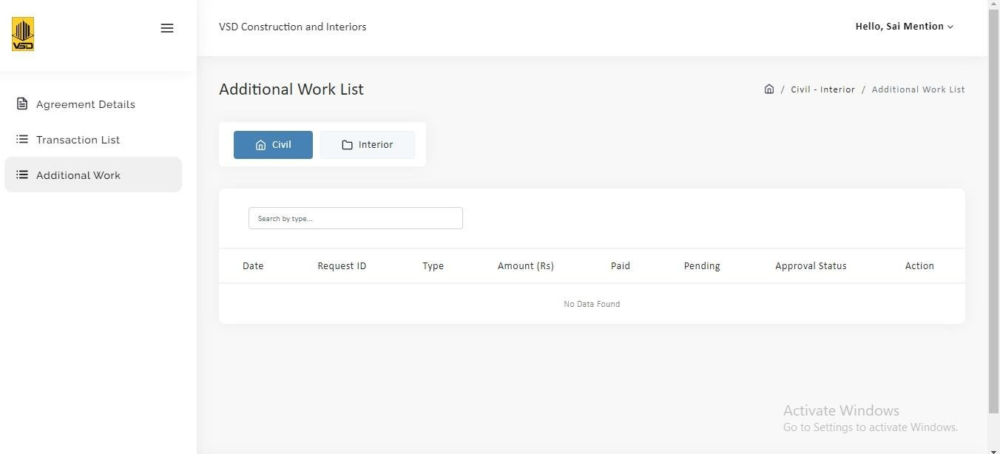 VSD
VSD Construction and Interiors
Hello, Sai Mention
Agreement Details
Transaction List
Additional Work
Additional Work List
Civil - Interior / Additional Work List
Civil
Interior
Search by type...
Date Request ID Type Amount (Rs) Paid Pending Approval Status Action
No Data Found
Activate Windows
Go to Settings to activate Windows.